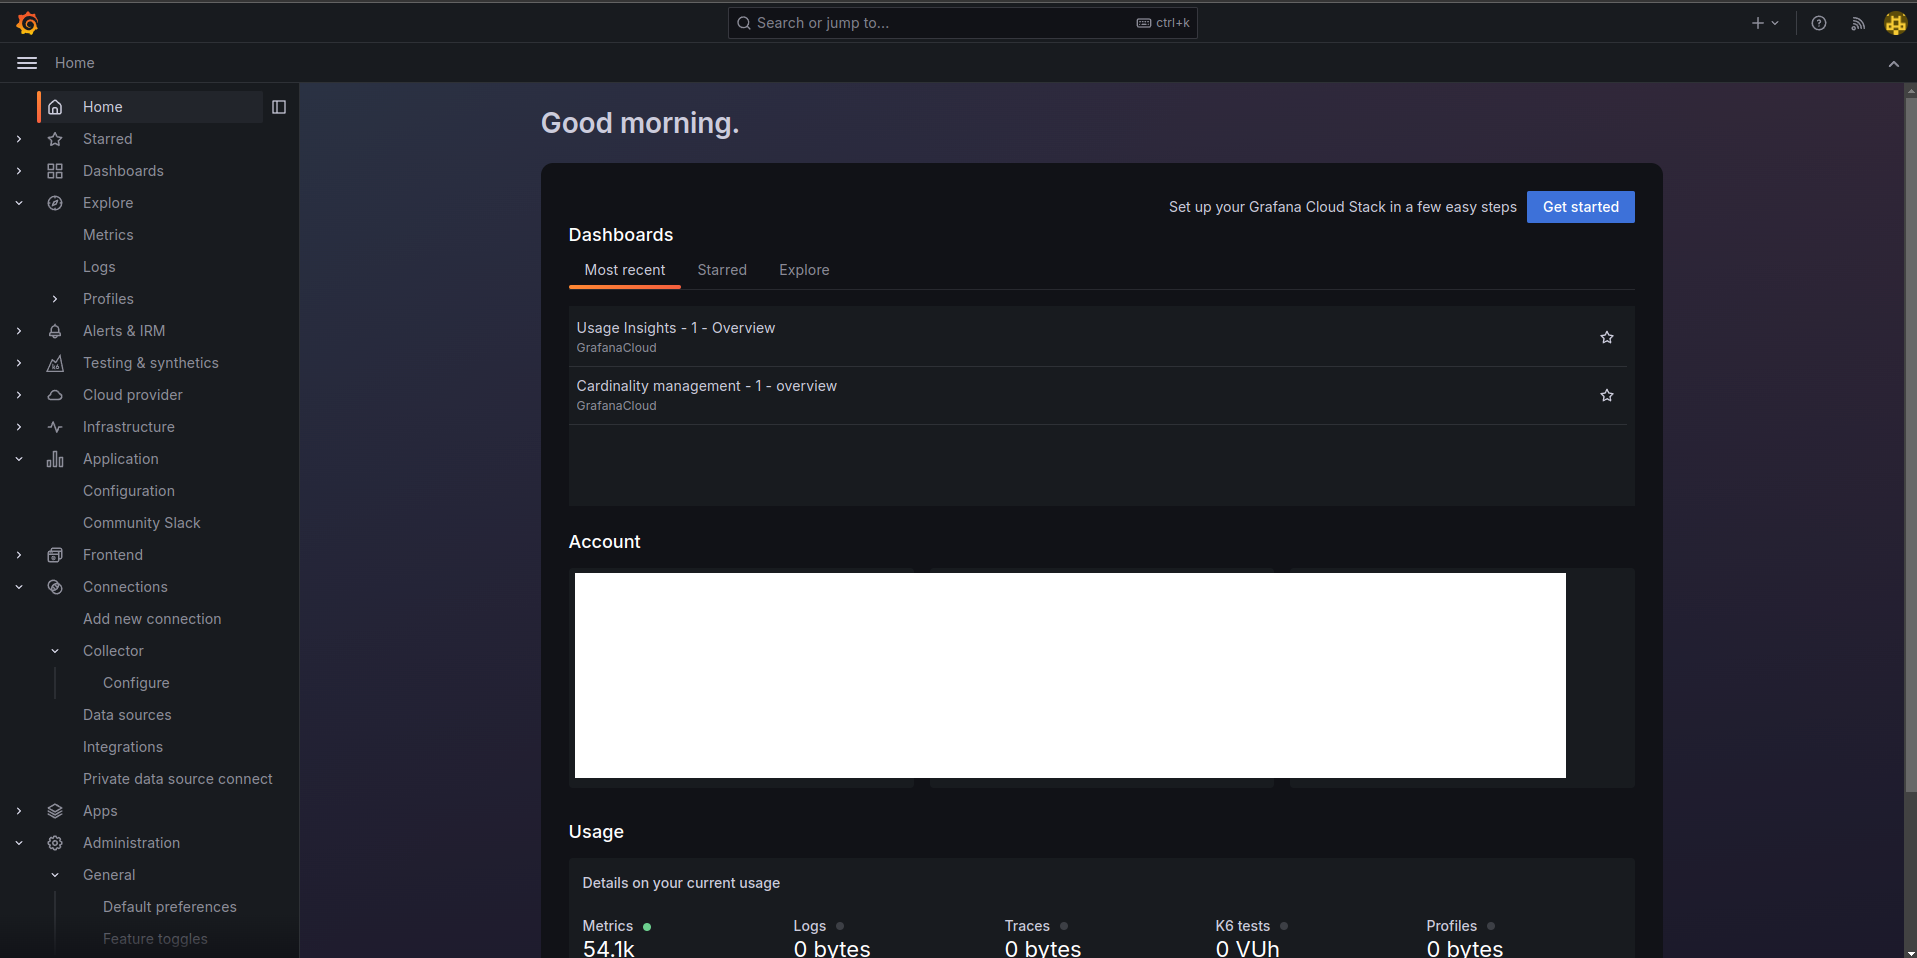 Search or jump to...
ctrl+k
Home
Home
Starred
Dashboards
Explore
Metrics
Logs
Profiles
Alerts & IRM
Testing & synthetics
Cloud provider
Infrastructure
Application
Configuration
Community Slack
Frontend
Connections
Add new connection
Collector
Configure
Data sources
Integrations
Private data source connect
Apps
Administration
General
Default preferences
Feature toggles
Good morning.
Set up your Grafana Cloud Stack in a few easy steps
Get started
Dashboards
Most recent
Starred
Explore
Usage Insights - 1 - Overview
GrafanaCloud
Cardinality management - 1 - overview
GrafanaCloud
Account
Usage
Details on your current usage
Metrics
54.1k
Logs
0 bytes
Traces
0 bytes
K6 tests
0 VUh
Profiles
0 bytes